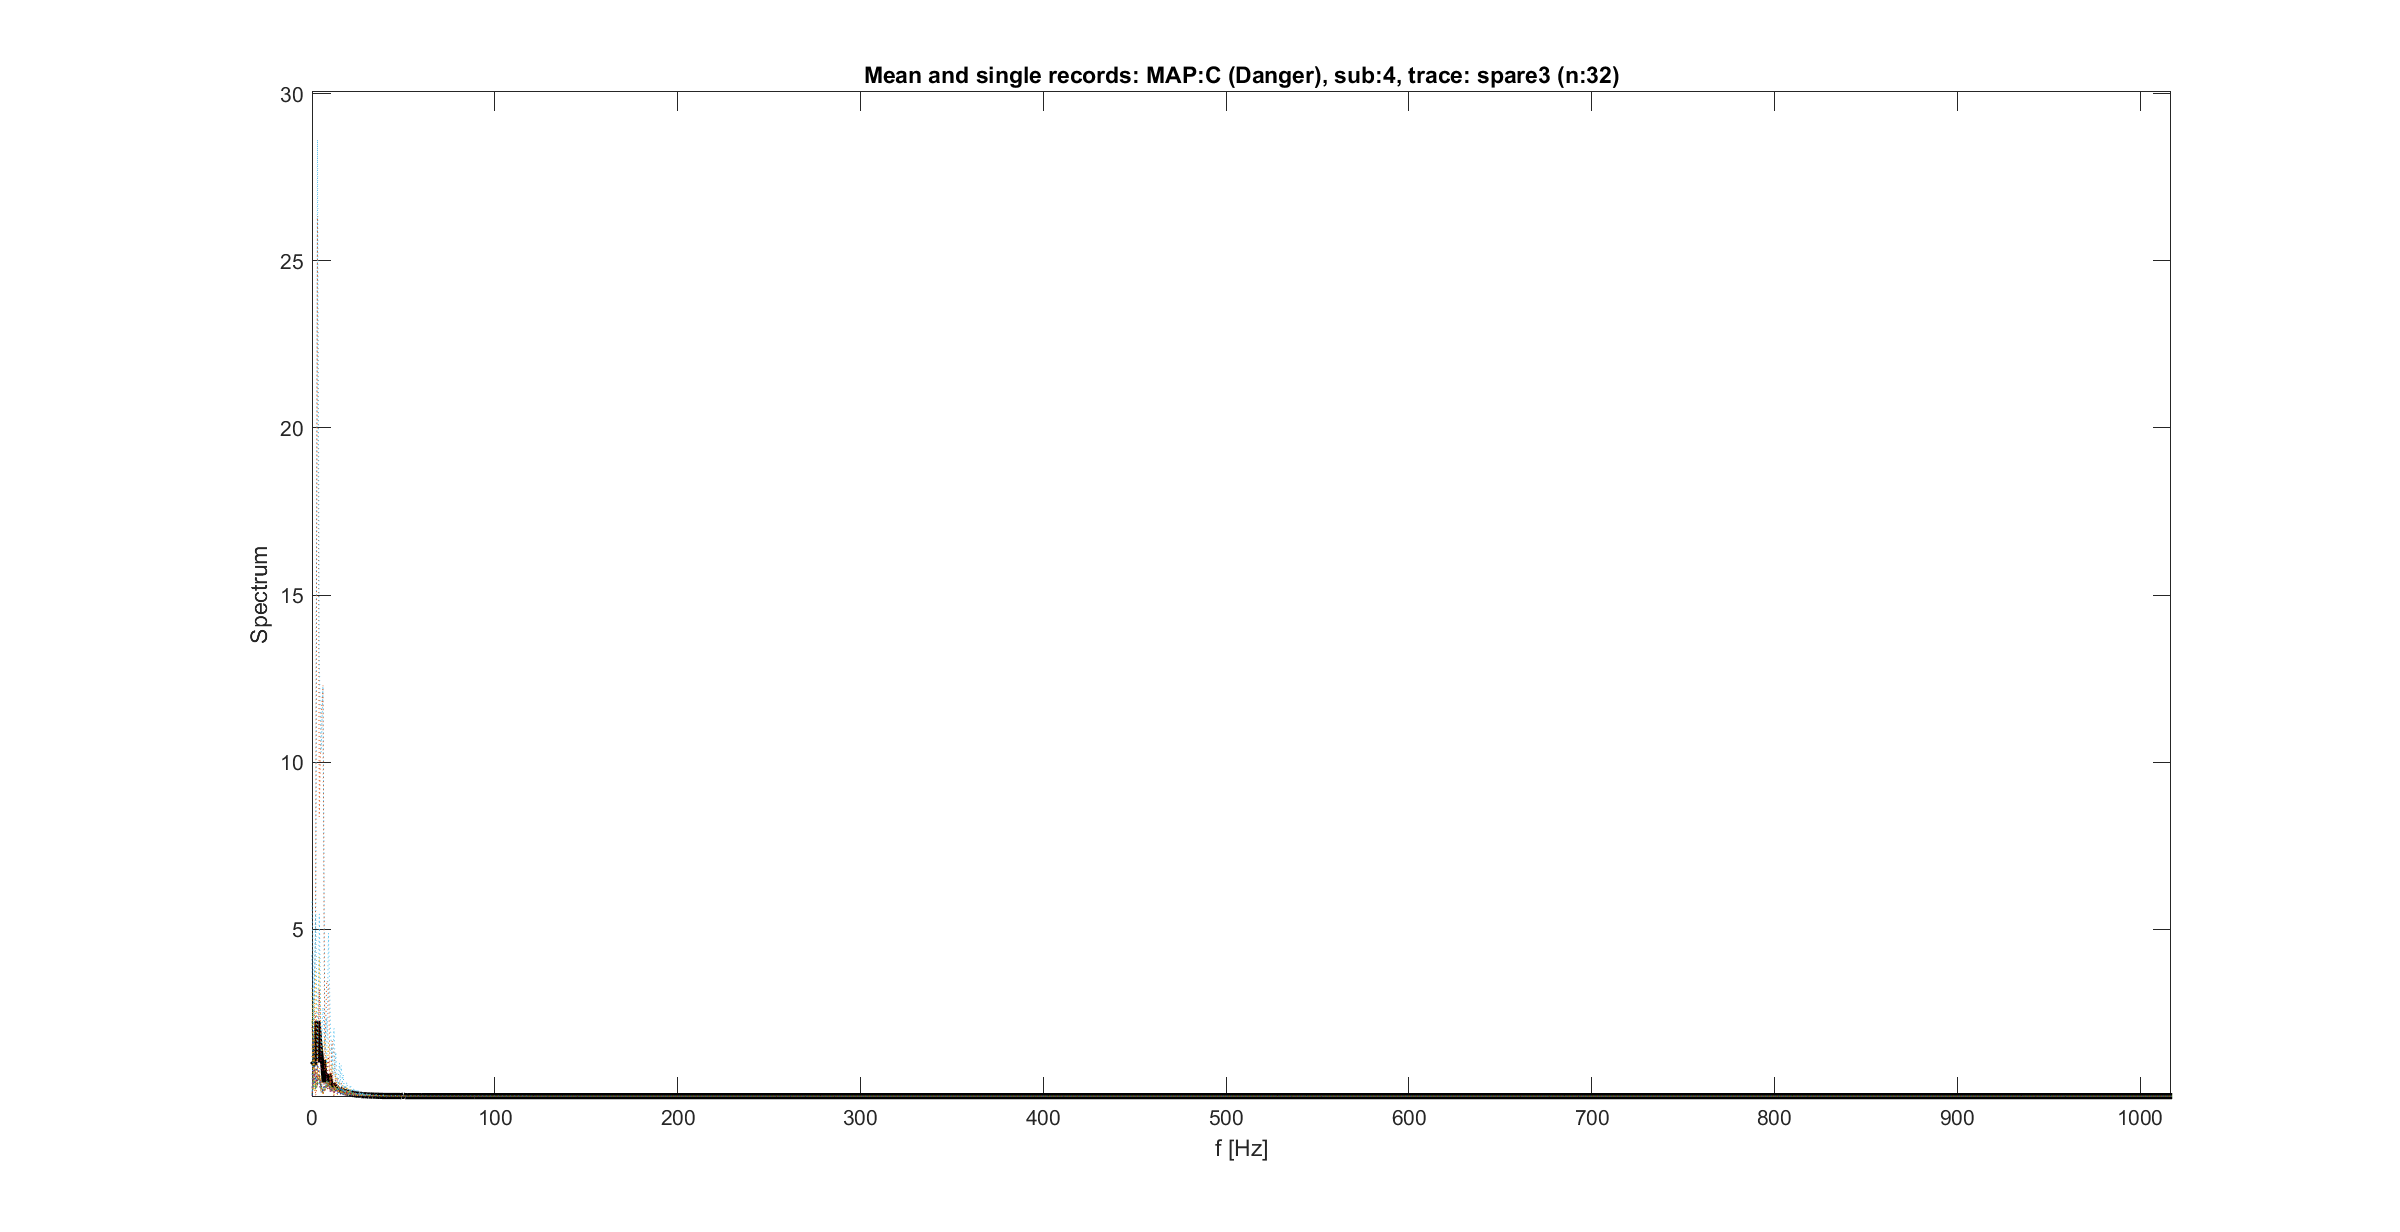 Mean and single records: MAP:C (Danger), sub:4, trace: spare3 (n:32)
30
25
20
15
10
5
Spectrum
0 100 200 300 400 500 600 700 800 900 1000
f [Hz]